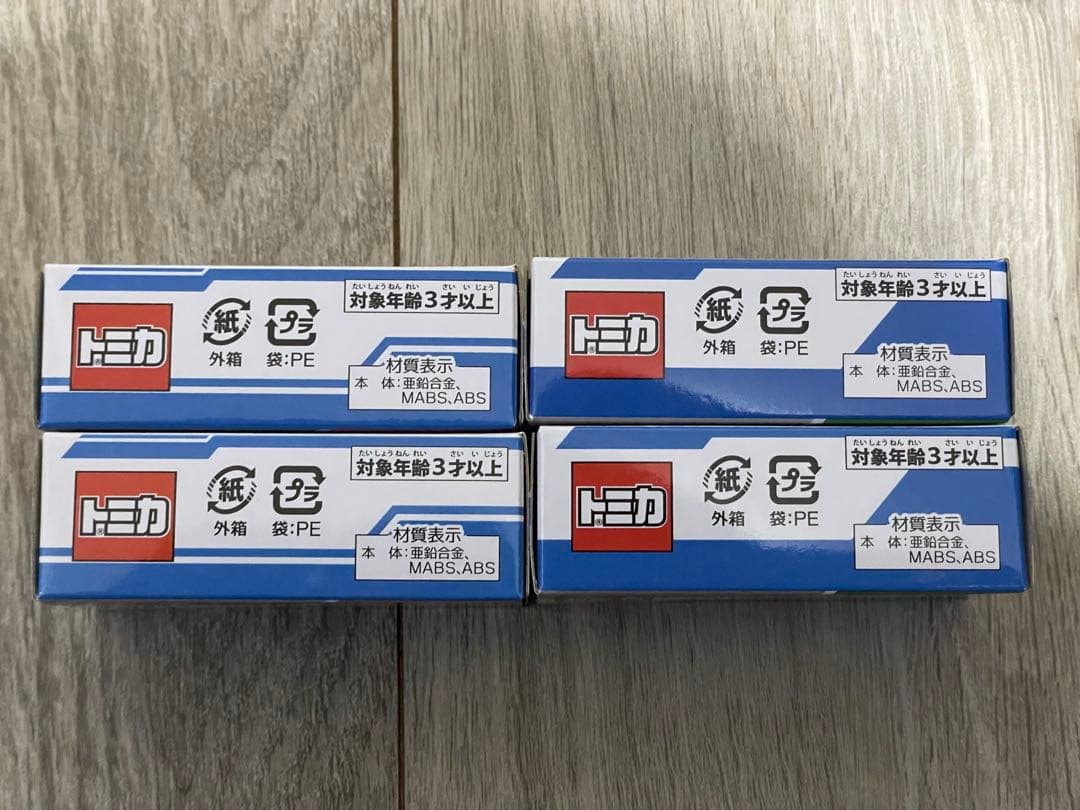 たいしょうねんれい さいいじょう
対象年齢3才以上
トミカ®
紙 プラ
外箱 袋:PE
材質表示
本 体:亜鉛合金、
MABS、ABS
たいしょうねんれい さいいじょう
対象年齢3才以上
トミカ®
紙 プラ
外箱 袋:PE
材質表示
本 体:亜鉛合金、
MABS、ABS
たいしょうねんれい さいいじょう
対象年齢3才以上
トミカ®
紙 プラ
外箱 袋:PE
材質表示
本 体:亜鉛合金、
MABS、ABS
たいしょうねんれい さいいじょう
対象年齢3才以上
トミカ®
紙 プラ
外箱 袋:PE
材質表示
本 体:亜鉛合金、
MABS、ABS